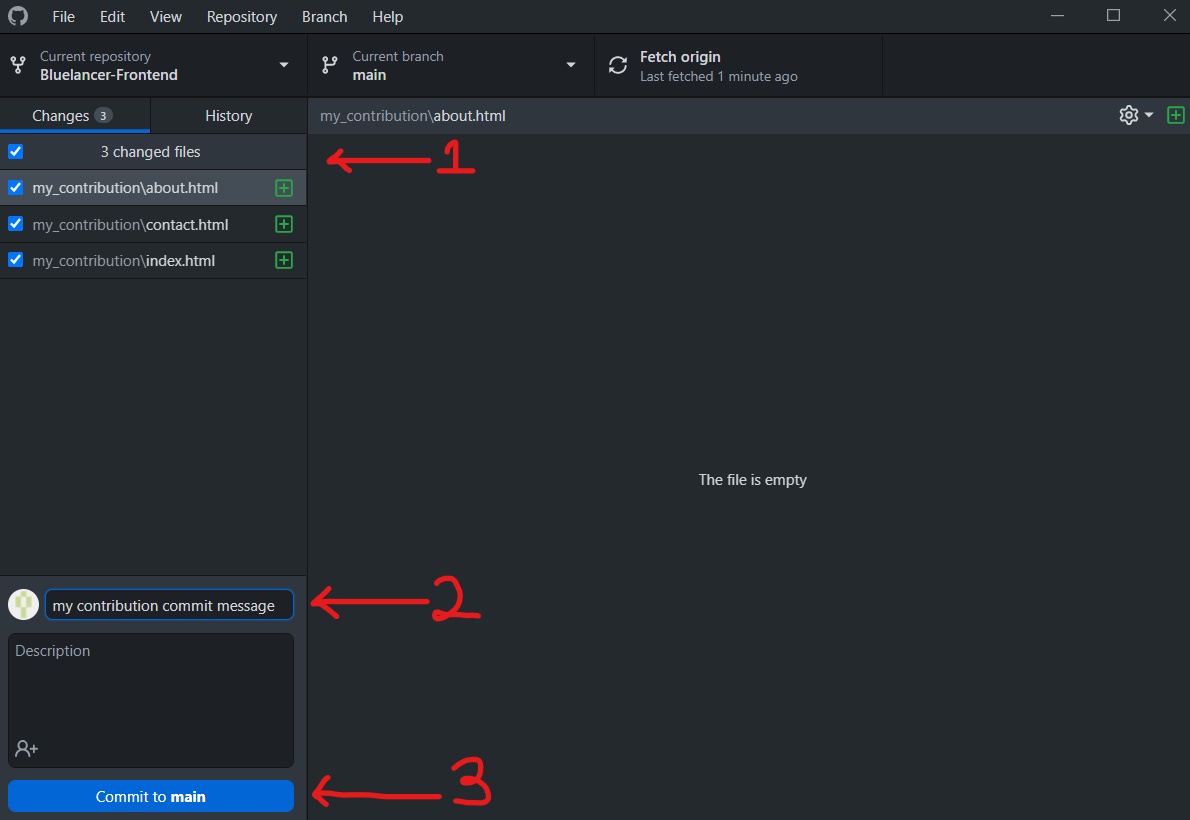 File Edit View Repository Branch Help
Current repository
Bluelancer-Frontend
Current branch
main
Fetch origin
Last fetched 1 minute ago
Changes 3
History
my_contribution\about.html
3 changed files
1
my_contribution\about.html
my_contribution\contact.html
my_contribution\index.html
The file is empty
my contribution commit message
2
Description
Commit to main
3